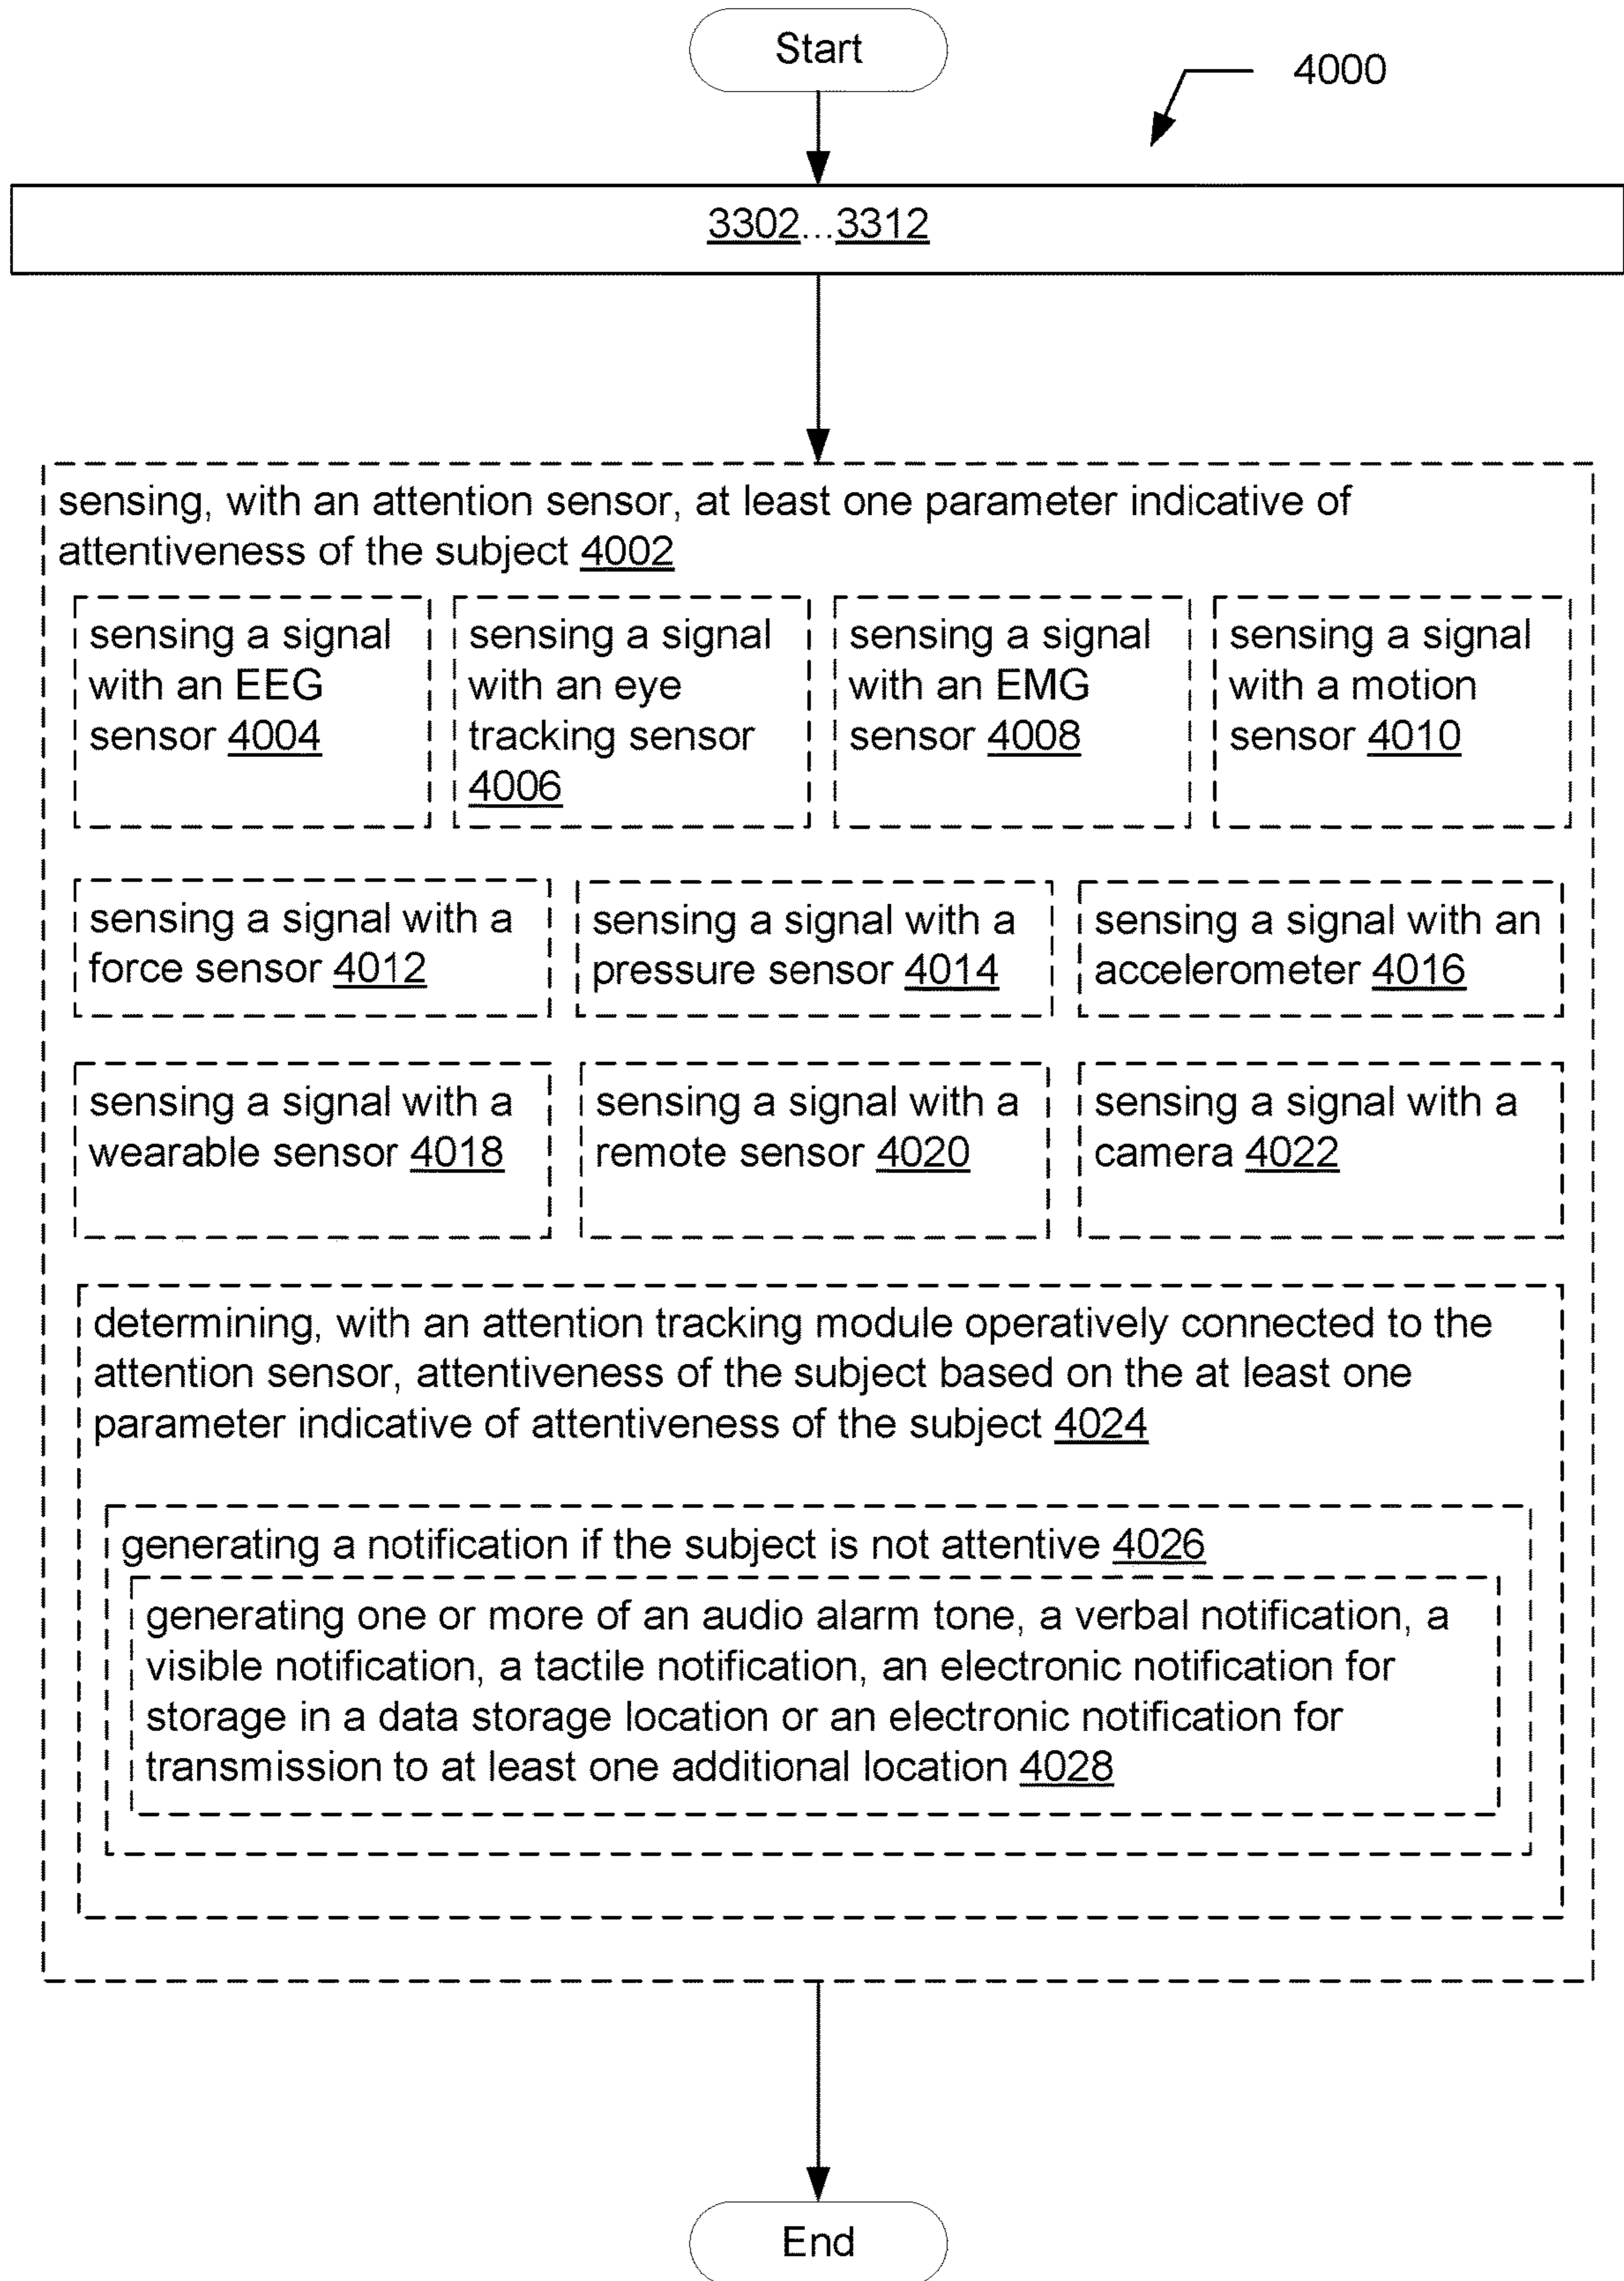 Start
4000
3302...3312
sensing, with an attention sensor, at least one parameter indicative of
attentiveness of the subject 4002
sensing a signal
with an EEG
sensor 4004
sensing a signal
with an eye
tracking sensor
4006
sensing a signal
with an EMG
sensor 4008
sensing a signal
with a motion
sensor 4010
sensing a signal with a
force sensor 4012
sensing a signal with a
pressure sensor 4014
sensing a signal with an
accelerometer 4016
sensing a signal with a
wearable sensor 4018
sensing a signal with a
remote sensor 4020
sensing a signal with a
camera 4022
determining, with an attention tracking module operatively connected to the
attention sensor, attentiveness of the subject based on the at least one
parameter indicative of attentiveness of the subject 4024
generating a notification if the subject is not attentive 4026
generating one or more of an audio alarm tone, a verbal notification, a
visible notification, a tactile notification, an electronic notification for
storage in a data storage location or an electronic notification for
transmission to at least one additional location 4028
End